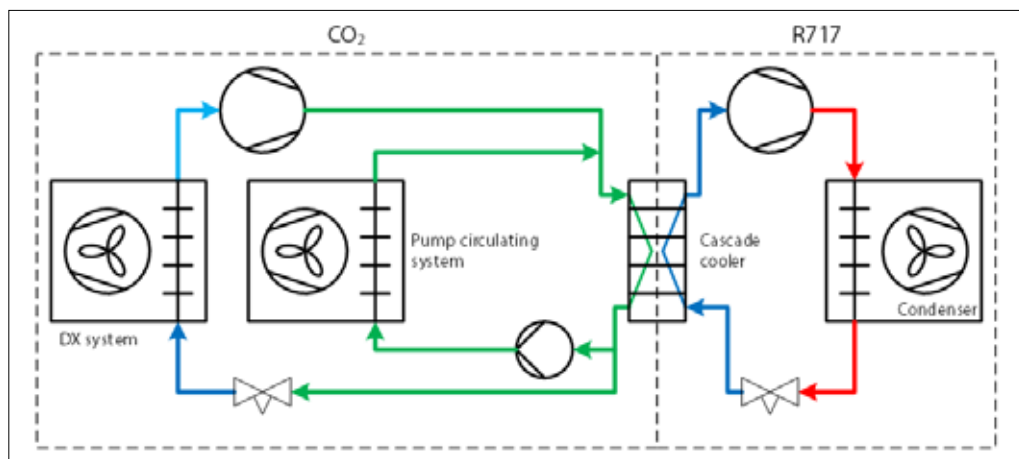 CO₂
R717
Pump circulating
system
Cascade
cooler
Condenser
DX system